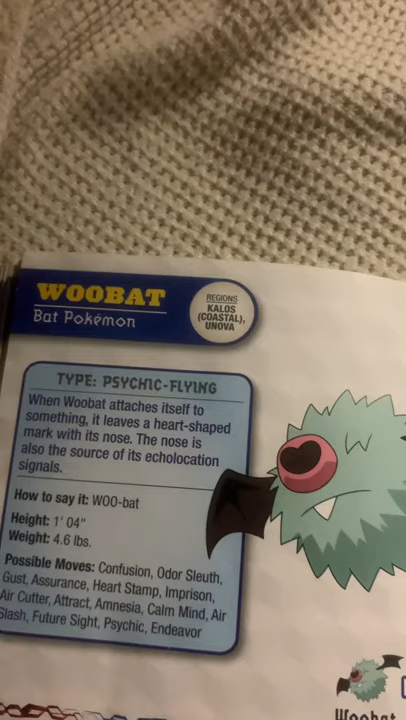 WOOBAT
Bat Pokémon
REGIONS
KALOS
(COASTAL),
UNOVA
TYPE: PSYCHIC-FLYING
When Woobat attaches itself to
something, it leaves a heart-shaped
mark with its nose. The nose is
also the source of its echolocation
signals.
How to say it: WOO-bat
Height: 1' 04"
Weight: 4.6 lbs.
Possible Moves: Confusion, Odor Sleuth,
Gust, Assurance, Heart Stamp, Imprison,
Air Cutter, Attract, Amnesia, Calm Mind, Air
Slash, Future Sight, Psychic, Endeavor
Woobat